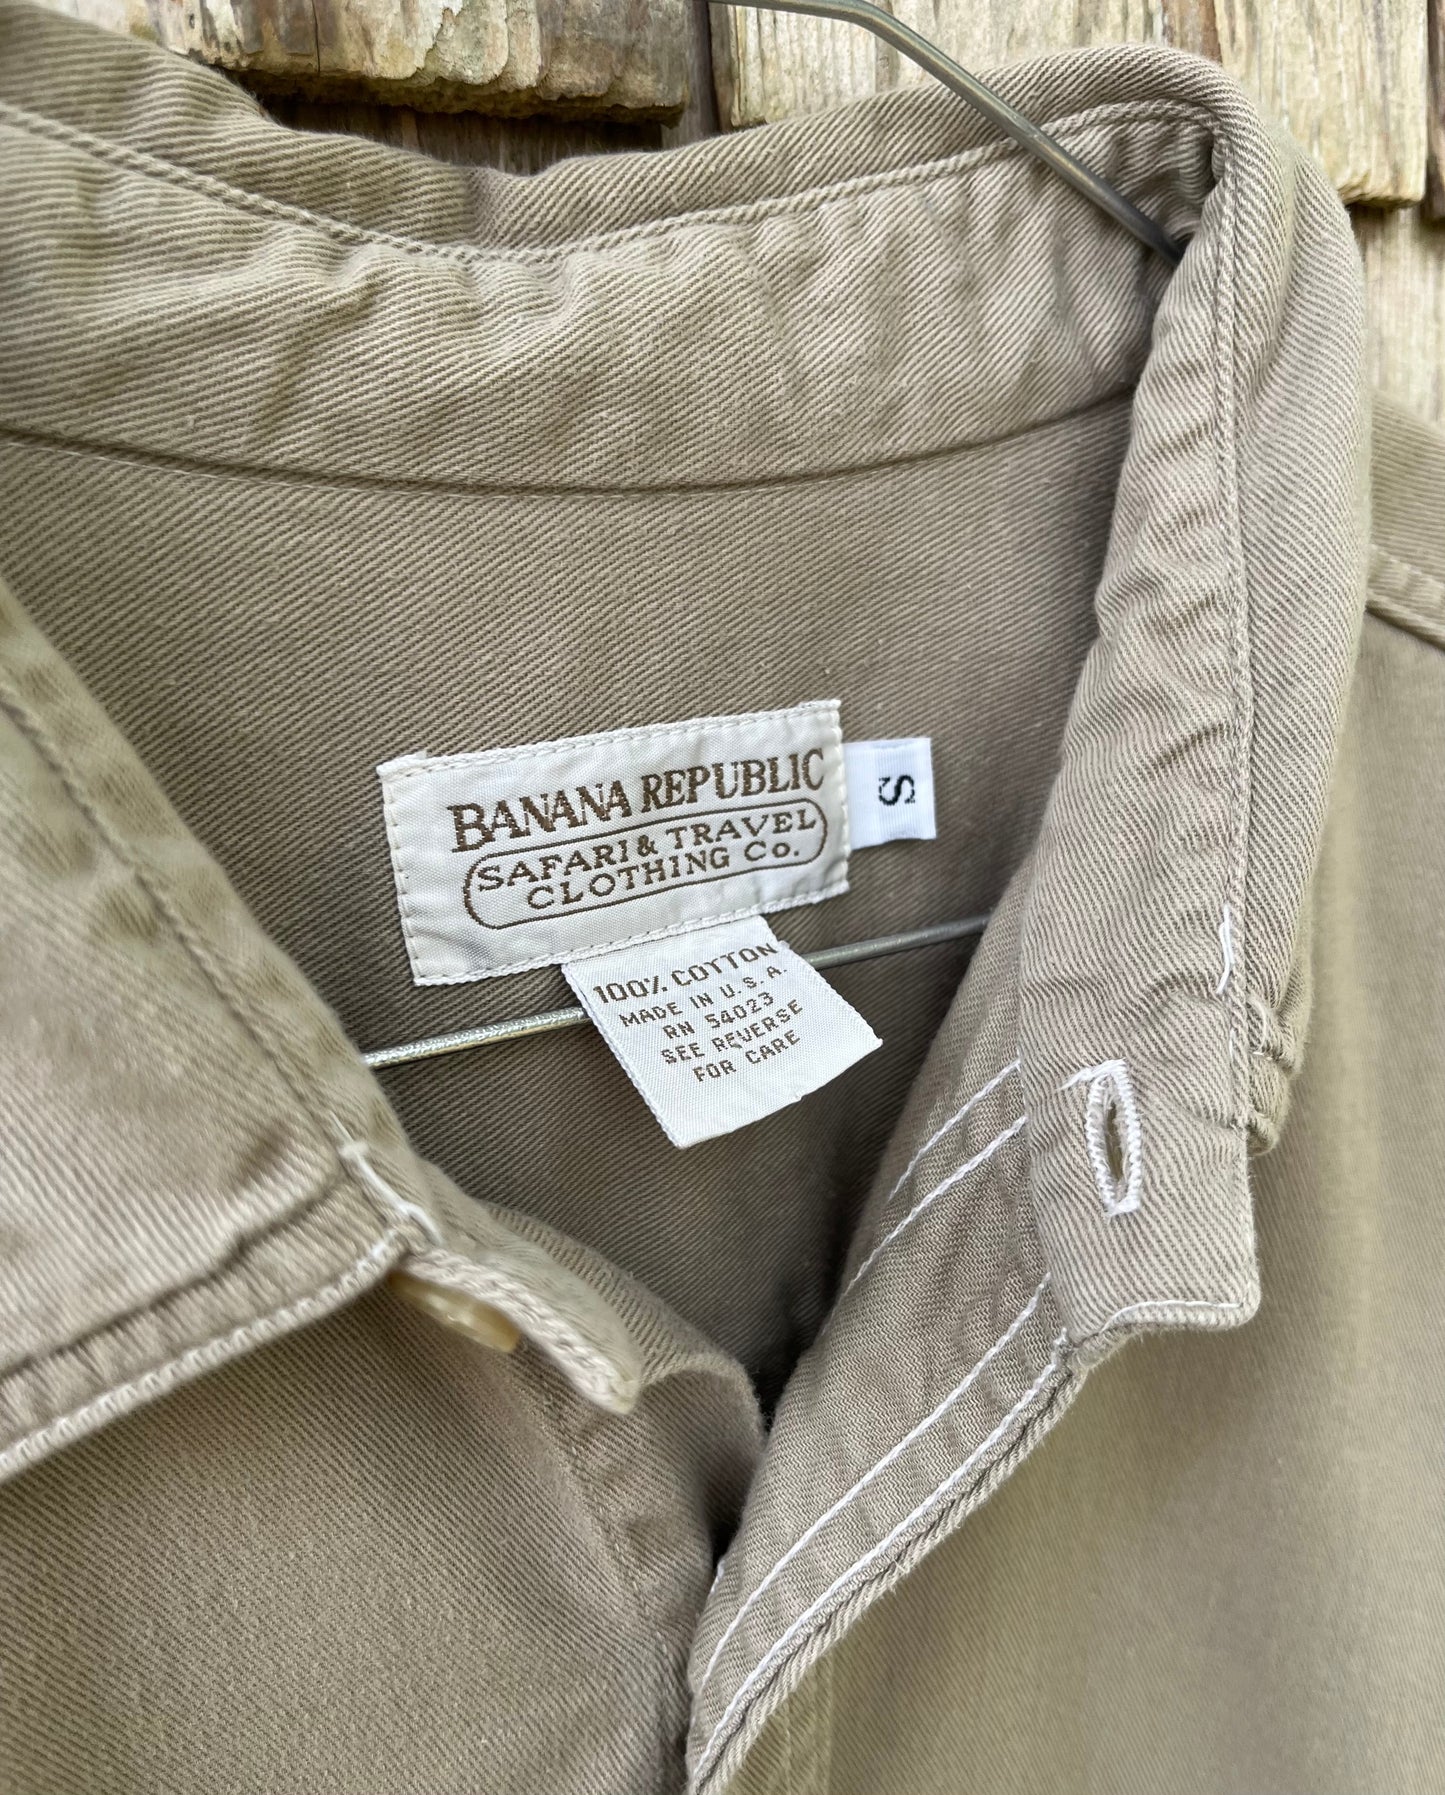 BANANA REPUBLIC
SAFARI & TRAVEL
CLOTHING Co.
S
100% COTTON
MADE IN U.S.A.
RN 54023
SEE REVERSE
FOR CARE